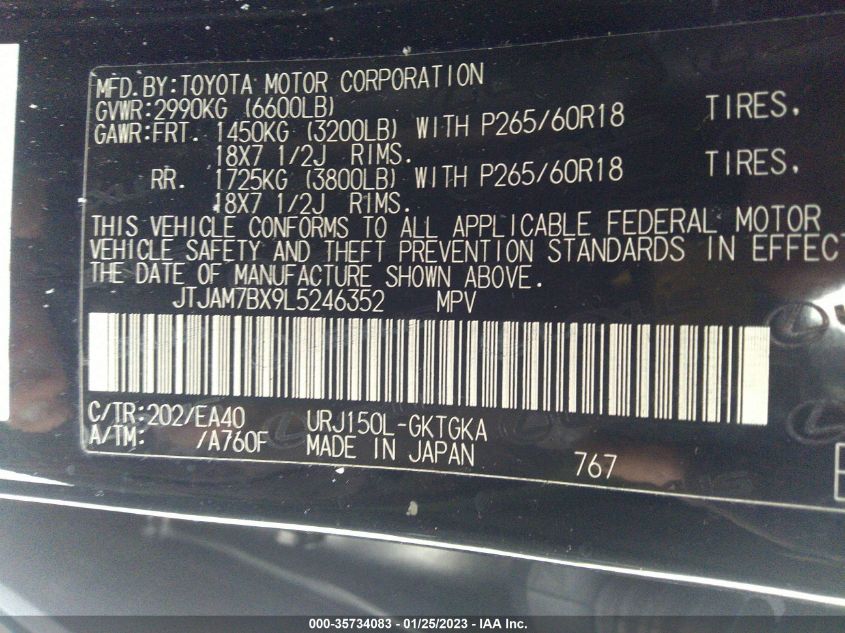 MFD.BY:TOYOTA MOTOR CORPORATION
GVWR:2990KG (6600LB)
GAWR:FRT. 1450KG (3200LB) WITH P265/60R18 TIRES,
18X7 1/2J RIMS.
RR. 1725KG (3800LB) WITH P265/60R18 TIRES,
18X7 1/2J RIMS.
THIS VEHICLE CONFORMS TO ALL APPLICABLE FEDERAL MOTOR
VEHICLE SAFETY AND THEFT PREVENTION STANDARDS IN EFFECT
THE DATE OF MANUFACTURE SHOWN ABOVE.
JTJAM7BX9L5246352 MPV
C/TR:202/EA40 URJ150L-GKTGKA
A/TM: /A760F MADE IN JAPAN 767
000-35734083 - 01/25/2023 - IAA Inc.